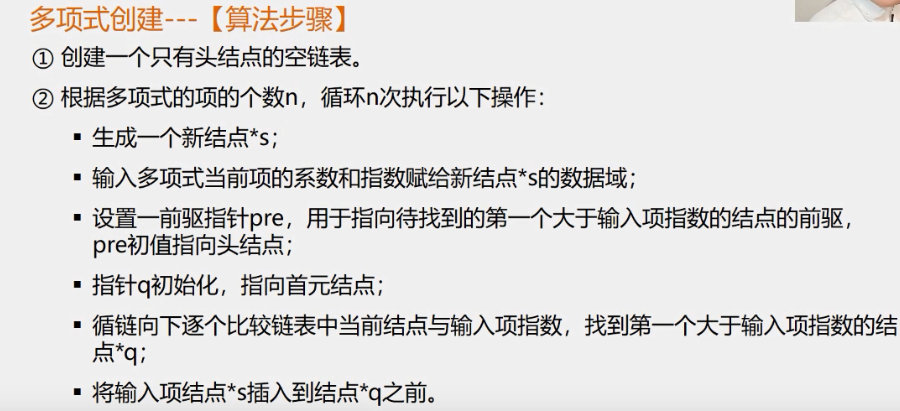 多项式创建---【算法步骤】
① 创建一个只有头结点的空链表。
② 根据多项式的项的个数n，循环n次执行以下操作：
▪ 生成一个新结点*s；
▪ 输入多项式当前项的系数和指数赋给新结点*s的数据域；
▪ 设置一前驱指针pre，用于指向待找到的第一个大于输入项指数的结点的前驱，
pre初值指向头结点；
▪ 指针q初始化，指向首元结点；
▪ 循链向下逐个比较链表中当前结点与输入项指数，找到第一个大于输入项指数的结
点*q；
▪ 将输入项结点*s插入到结点*q之前。